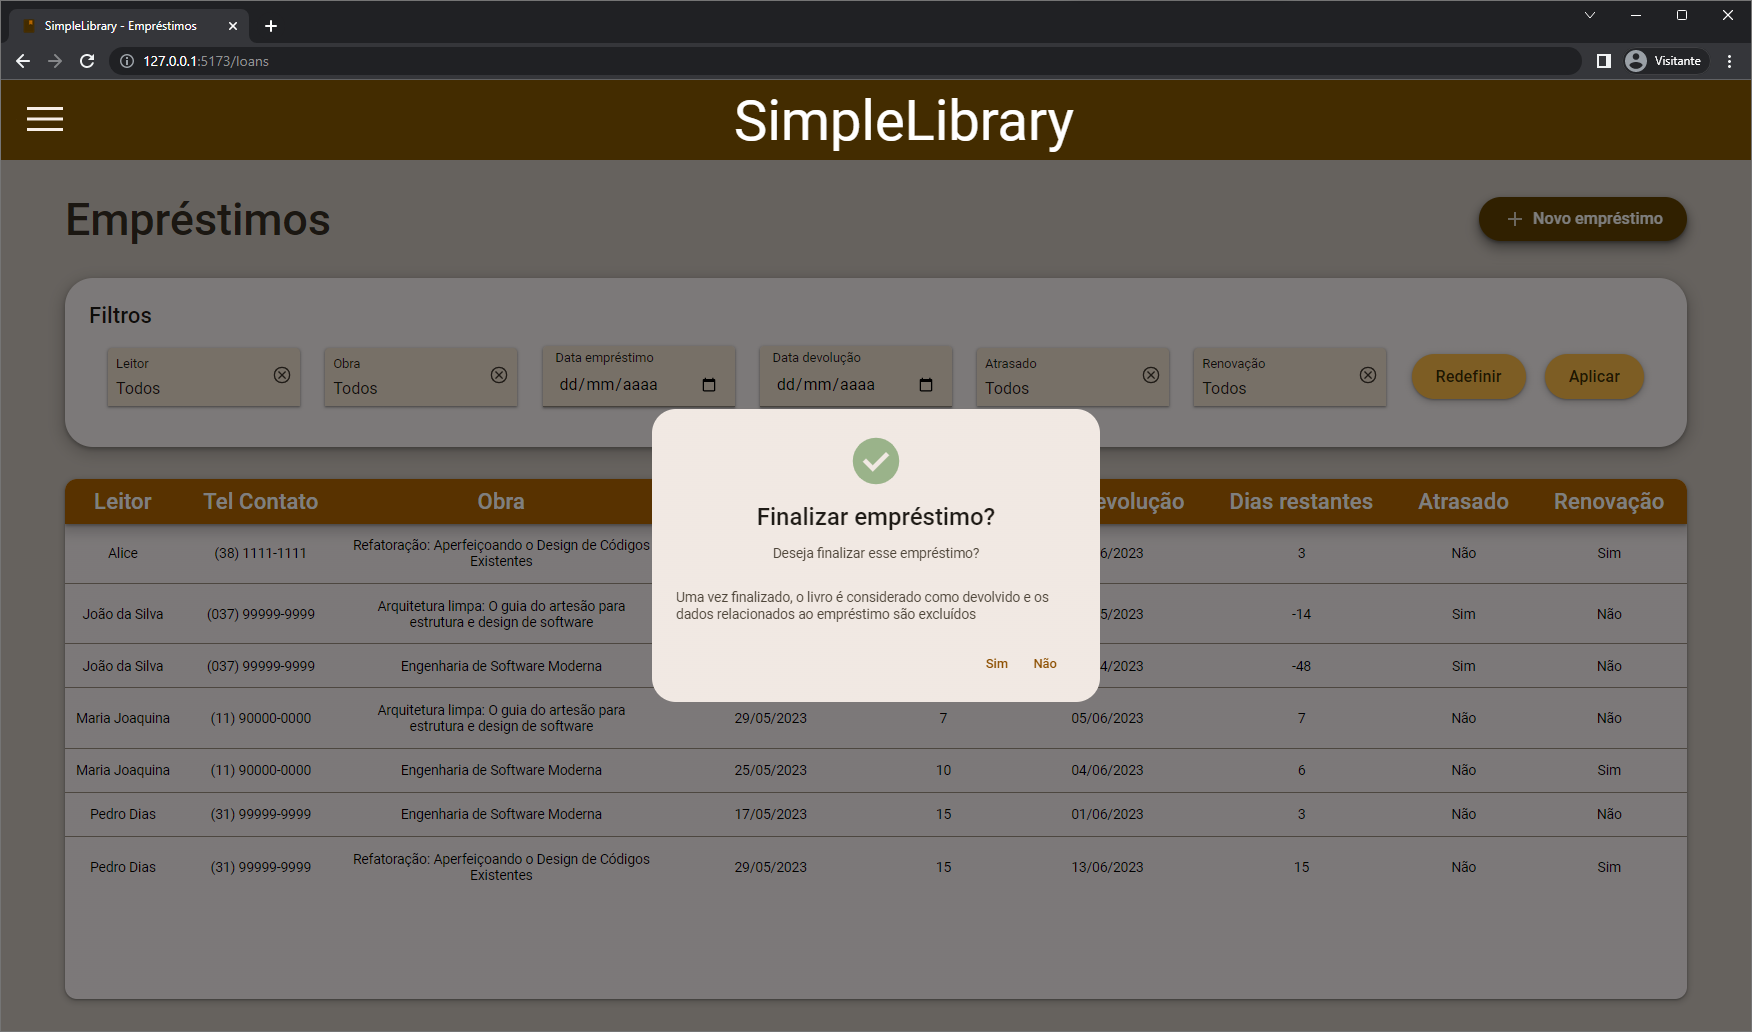 SimpleLibrary - Empréstimos
127.0.0.1:5173/loans
Visitante
SimpleLibrary
Empréstimos
Novo empréstimo
Filtros
Leitor
Todos
Obra
Todos
Data empréstimo
dd/mm/aaaa
Data devolução
dd/mm/aaaa
Atrasado
Todos
Renovação
Todos
Redefinir
Aplicar
Finalizar empréstimo?
Deseja finalizar esse empréstimo?
Uma vez finalizado, o livro é considerado como devolvido e os
dados relacionados ao empréstimo são excluídos
Sim Não
Leitor Tel Contato Obra evolução Dias restantes Atrasado Renovação
Alice (38) 1111-1111 Refatoração: Aperfeiçoando o Design de Códigos
Existentes 6/2023 3 Não Sim
João da Silva (037) 99999-9999 Arquitetura limpa: O guia do artesão para
estrutura e design de software 5/2023 -14 Sim Não
João da Silva (037) 99999-9999 Engenharia de Software Moderna 4/2023 -48 Sim Não
Maria Joaquina (11) 90000-0000 Arquitetura limpa: O guia do artesão para
estrutura e design de software 29/05/2023 7 05/06/2023 7 Não Não
Maria Joaquina (11) 90000-0000 Engenharia de Software Moderna 25/05/2023 10 04/06/2023 6 Não Sim
Pedro Dias (31) 99999-9999 Engenharia de Software Moderna 17/05/2023 15 01/06/2023 3 Não Não
Pedro Dias (31) 99999-9999 Refatoração: Aperfeiçoando o Design de Códigos
Existentes 29/05/2023 15 13/06/2023 15 Não Sim